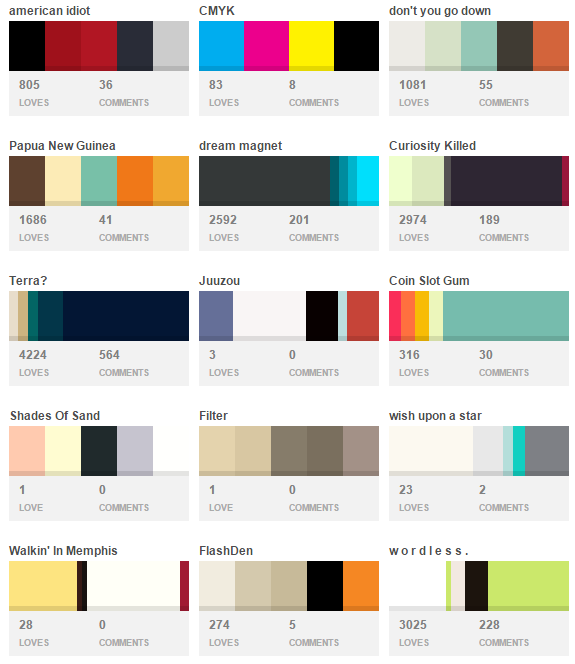 american idiot CMYK don't you go down
805 36 83 8 1081 55
LOVES COMMENTS LOVES COMMENTS LOVES COMMENTS
Papua New Guinea dream magnet Curiosity Killed
1686 41 2592 201 2974 189
LOVES COMMENTS LOVES COMMENTS LOVES COMMENTS
Terra? Juuzou Coin Slot Gum
4224 564 3 0 316 30
LOVES COMMENTS LOVES COMMENTS LOVES COMMENTS
Shades Of Sand Filter wish upon a star
1 0 1 0 23 2
LOVE COMMENTS LOVE COMMENTS LOVES COMMENTS
Walkin' In Memphis FlashDen w o r d l e s s .
28 0 274 5 3025 228
LOVES COMMENTS LOVES COMMENTS LOVES COMMENTS